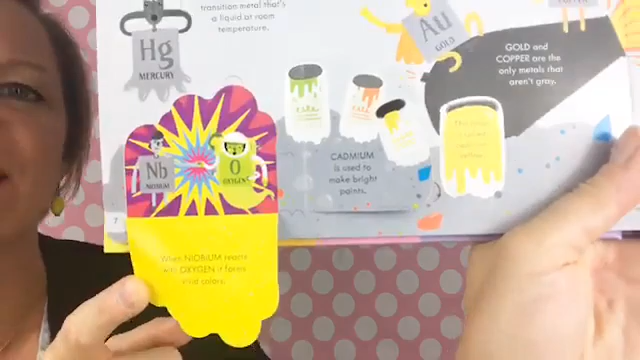 transition metal that's
a liquid at room
temperature.
Hg
MERCURY
Au
GOLD
GOLD and
COPPER are the
only metals that
aren't gray.
Nb
NIOBIUM
O
OXYGEN
CADMIUM
is used to
make bright
paints.
7
When NIOBIUM reacts
with OXYGEN it forms
vivid colors.